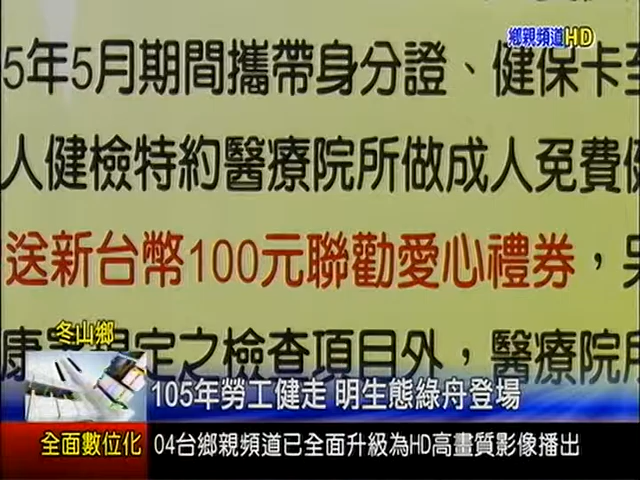 鄉親頻道HD
5年5月期間攜帶身分證、健保卡至
人健檢特約醫療院所做成人免費健
送新台幣100元聯勸愛心禮券，
康 規定之檢查項目外，醫療院所
冬山鄉
105年勞工健走 明生態綠舟登場
全面數位化 04台鄉親頻道已全面升級為HD高畫質影像播出